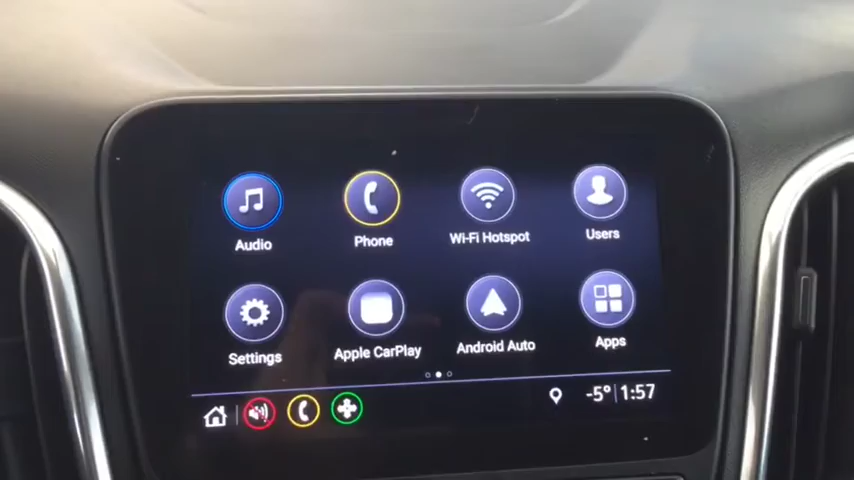 Audio Phone Wi-Fi Hotspot Users
Settings Apple CarPlay Android Auto Apps
-5° 1:57